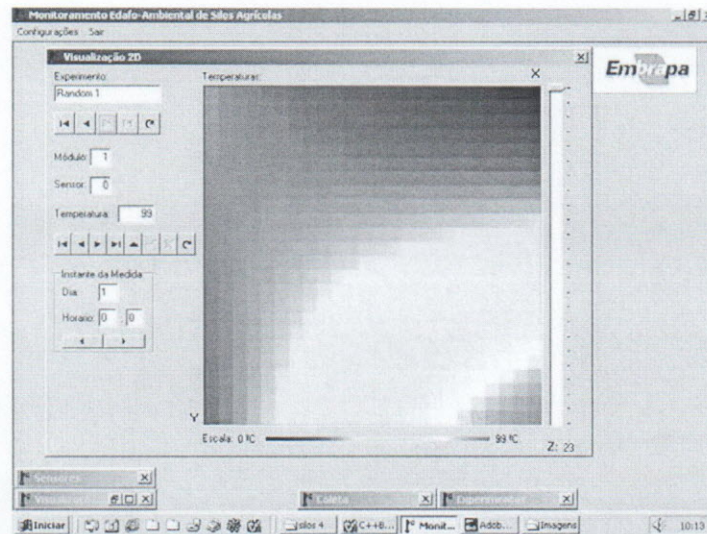 Monitoramento Edafo-Ambiental de Silos Agrícolas
Configurações Sair
Visualização 2D
Experimento:
Random 1
Módulo: 1
Sensor: 0
Temperatura: 99
Instante da Medida
Dia: 1
Horario: 0 : 0
Temperaturas:
X
Y
Escala: 0 ºC 99 ºC
Z: 23
Embrapa
Sensores
Visualizar
Coleta
Experimentos
Iniciar
silos 4
C++B...
Monit...
Adob...
Imagens
10:13